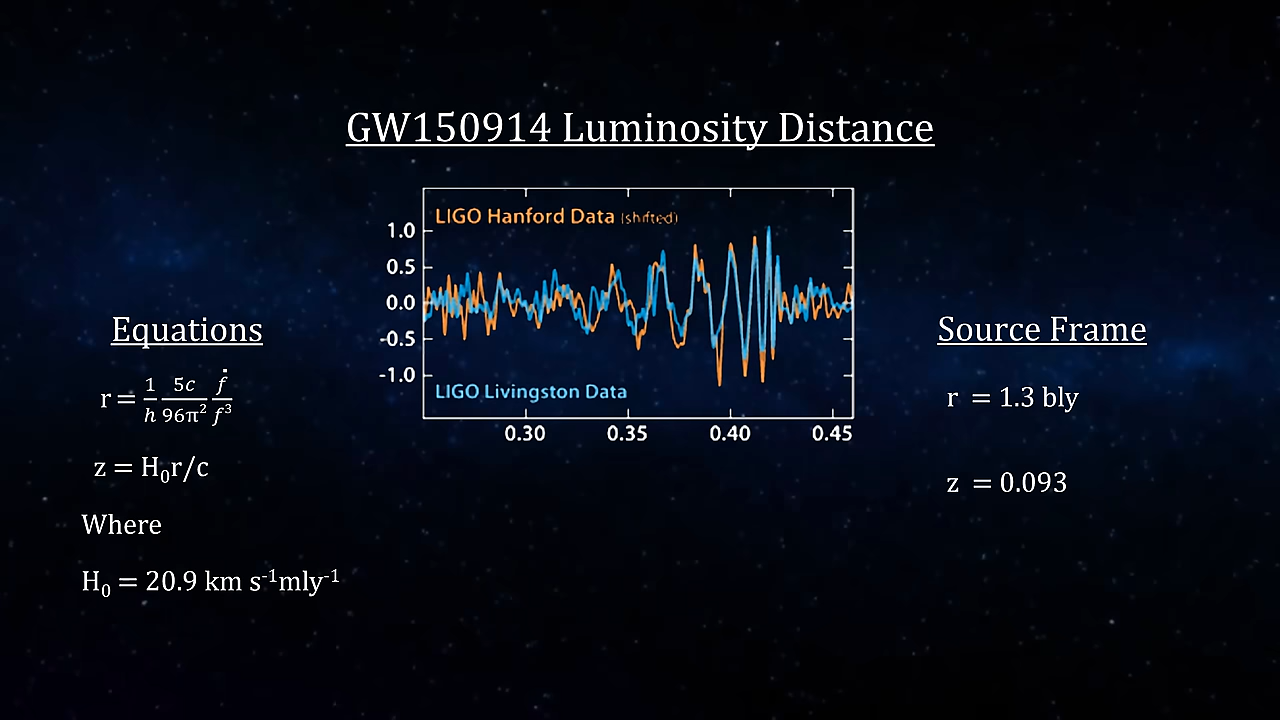 GW150914 Luminosity Distance
LIGO Hanford Data (shifted)
1.0
0.5
0.0
-0.5
-1.0
LIGO Livingston Data
0.30 0.35 0.40 0.45
Equations
r = 1/h 5c/96π² ḟ/f³
z = H₀r/c
Where
H₀ = 20.9 km s⁻¹mly⁻¹
Source Frame
r = 1.3 bly
z = 0.093